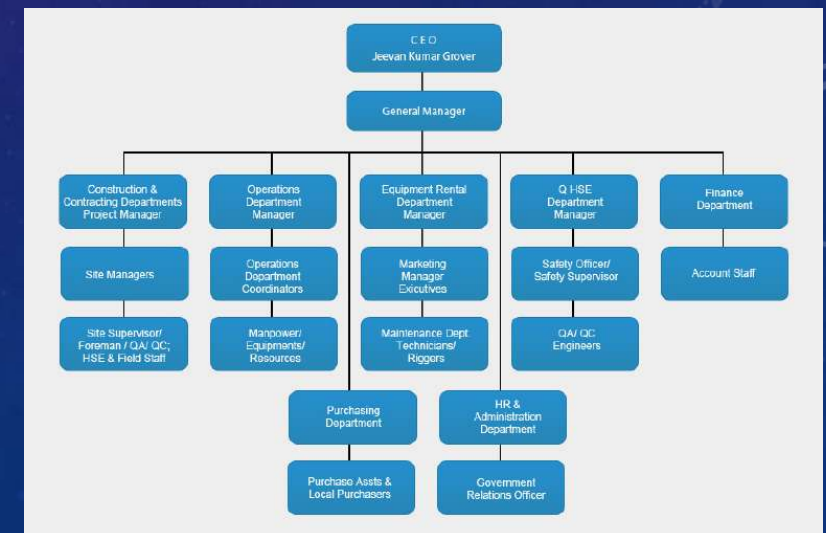 C E O
Jeevan Kumar Grover
General Manager
Construction &
Contracting Departments
Project Manager
Operations
Department
Manager
Equipment Rental
Department
Manager
Q HSE
Department
Manager
Finance
Department
Site Managers
Operations
Department
Coordinators
Marketing
Manager
Exicutives
Safety Officer/
Safety Supervisor
Account Staff
Site Supervisor/
Foreman / QA/ QC;
HSE & Field Staff
Manpower/
Equipments/
Resources
Maintenance Dept.
Technicians/
Riggers
QA/ QC
Engineers
Purchasing
Department
HR &
Administration
Department
Purchase Assts &
Local Purchasers
Government
Relations Officer